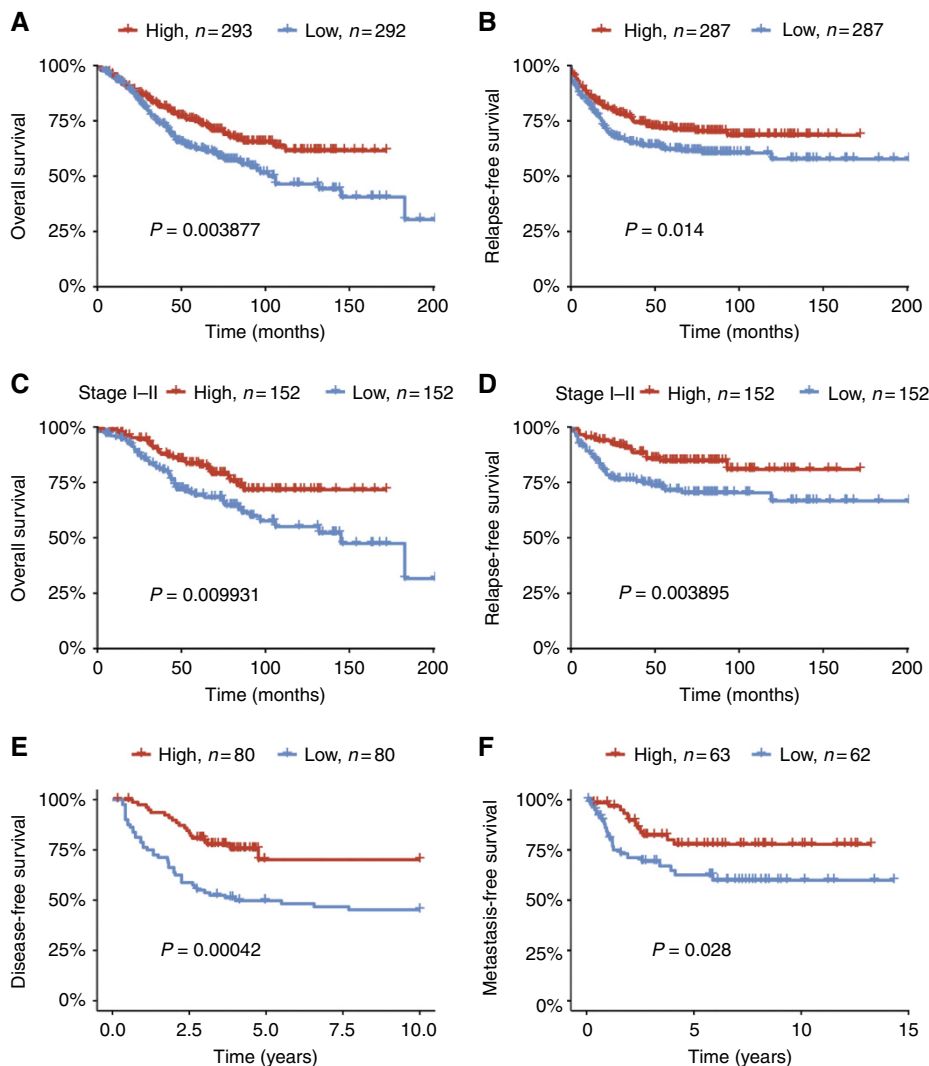 A
High, n=293 Low, n=292
100%
75%
50%
25%
0%
Overall survival
P = 0.003877
0 50 100 150 200
Time (months)
B
High, n=287 Low, n=287
100%
75%
50%
25%
0%
Relapse-free survival
P = 0.014
0 50 100 150 200
Time (months)
C
Stage I–II High, n=152 Low, n=152
100%
75%
50%
25%
0%
Overall survival
P = 0.009931
0 50 100 150 200
Time (months)
D
Stage I–II High, n=152 Low, n=152
100%
75%
50%
25%
0%
Relapse-free survival
P = 0.003895
0 50 100 150 200
Time (months)
E
High, n=80 Low, n=80
100%
75%
50%
25%
0%
Disease-free survival
P = 0.00042
0.0 2.5 5.0 7.5 10.0
Time (years)
F
High, n=63 Low, n=62
100%
75%
50%
25%
0%
Metastasis-free survival
P = 0.028
0 5 10 15
Time (years)